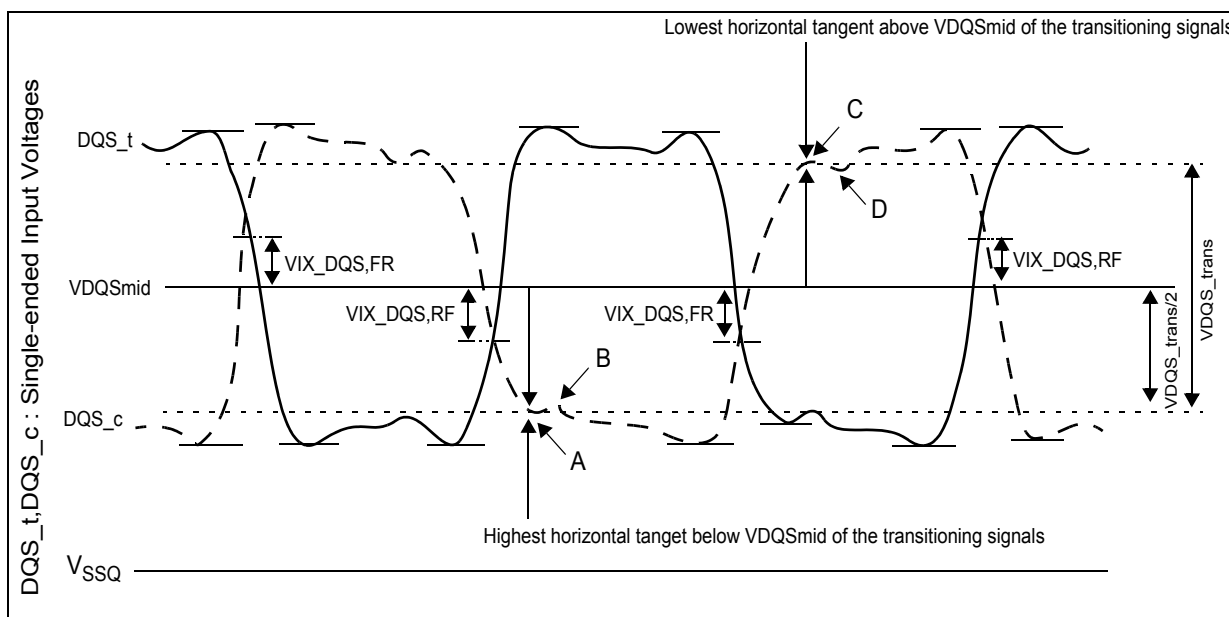 Lowest horizontal tangent above VDQSmid of the transitioning signals
DQS_t,DQS_c : Single-ended Input Voltages
DQS_t
C
D
VIX_DQS,FR
VIX_DQS,RF
VDQSmid
VIX_DQS,RF
VIX_DQS,FR
VDQS_trans/2
VDQS_trans
B
DQS_c
A
Highest horizontal tanget below VDQSmid of the transitioning signals
VSSQ